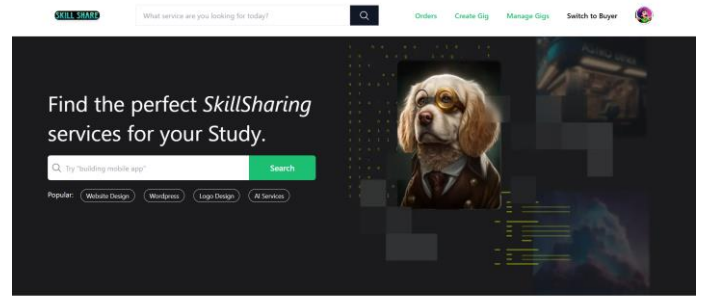 SKILL SHARE
What service are you looking for today?
Orders
Create Gig
Manage Gigs
Switch to Buyer
Find the perfect SkillSharing
services for your Study.
Try "building mobile app"
Search
Popular:
Website Design
Wordpress
Logo Design
AI Services